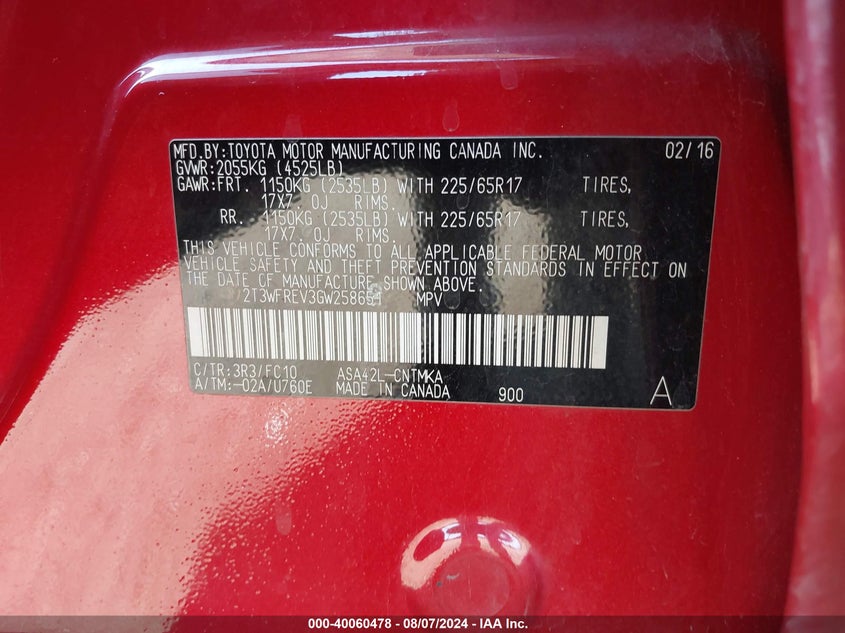 MFD.BY:TOYOTA MOTOR MANUFACTURING CANADA INC. 02/16
GVWR:2055KG (4525LB)
GAWR:FRT. 1150KG (2535LB) WITH 225/65R17 TIRES,
17X7.0J RIMS.
RR. 1150KG (2535LB) WITH 225/65R17 TIRES,
17X7.0J RIMS.
THIS VEHICLE CONFORMS TO ALL APPLICABLE FEDERAL MOTOR
VEHICLE SAFETY AND THEFT PREVENTION STANDARDS IN EFFECT ON
THE DATE OF MANUFACTURE SHOWN ABOVE.
MPV
C/TR:3R3/FC10 ASA42L-CNTMKA
A/TM:-02A/U760E MADE IN CANADA 900 A
000-40060478 - 08/07/2024 - IAA Inc.